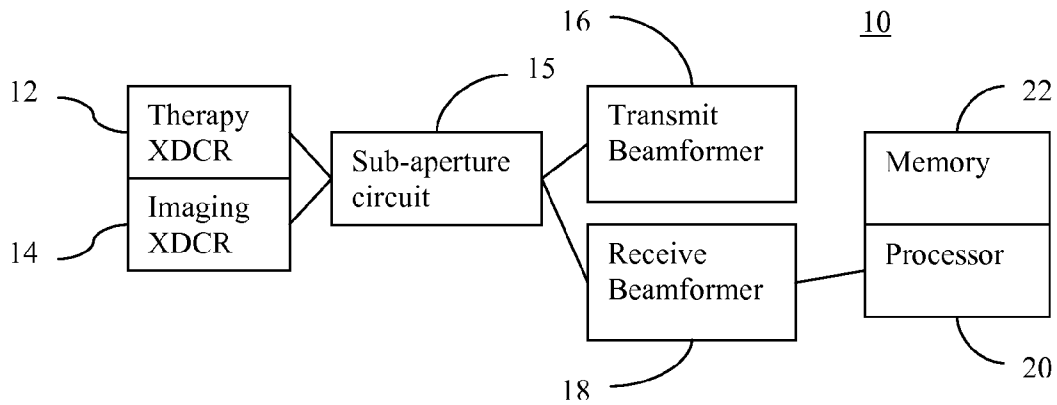 10
16
15
22
12
Therapy
XDCR
Transmit
Beamformer
Sub-aperture
circuit
Memory
14
Imaging
XDCR
Receive
Beamformer
Processor
18
20